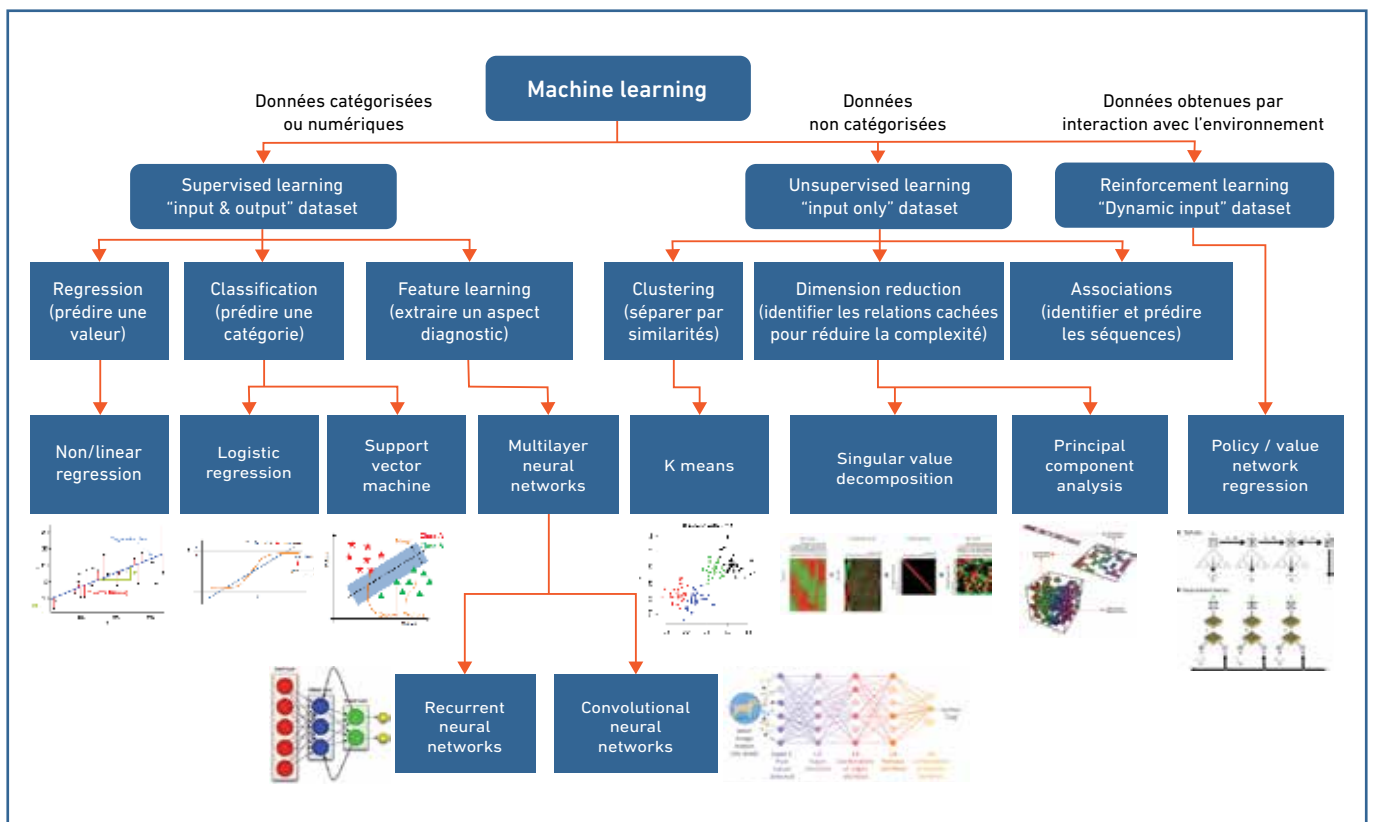 Machine learning
Données catégorisées
ou numériques
Données
non catégorisées
Données obtenues par
interaction avec l'environnement
Supervised learning
“input & output” dataset
Unsupervised learning
“input only” dataset
Reinforcement learning
“Dynamic input” dataset
Regression
(prédire une
valeur)
Classification
(prédire une
catégorie)
Feature learning
(extraire un aspect
diagnostic)
Clustering
(séparer par
similarités)
Dimension reduction
(identifier les relations cachées
pour réduire la complexité)
Associations
(identifier et prédire
les séquences)
Non/linear
regression
Logistic
regression
Support
vector
machine
Multilayer
neural
networks
K means
Singular value
decomposition
Principal
component
analysis
Policy / value
network
regression
Recurrent
neural
networks
Convolutional
neural
networks